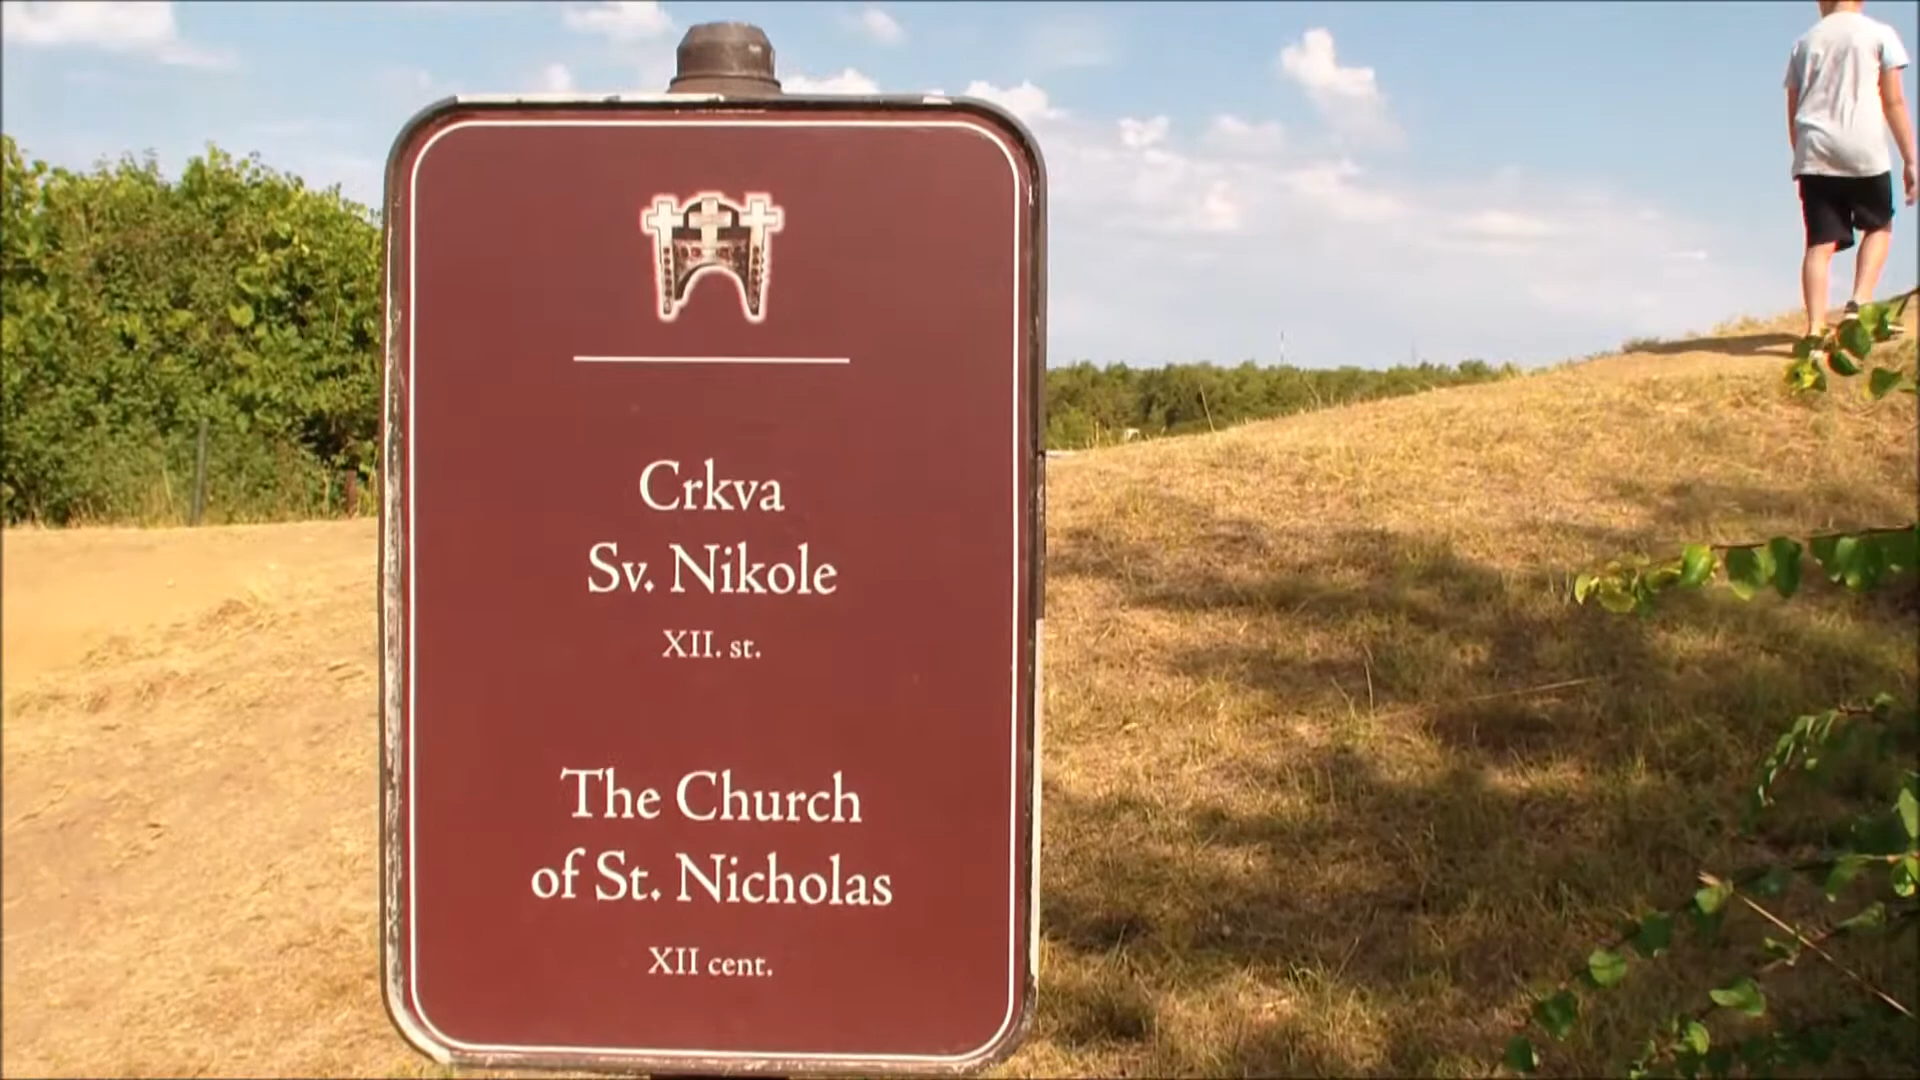 Crkva
Sv. Nikole
XII. st.
The Church
of St. Nicholas
XII cent.